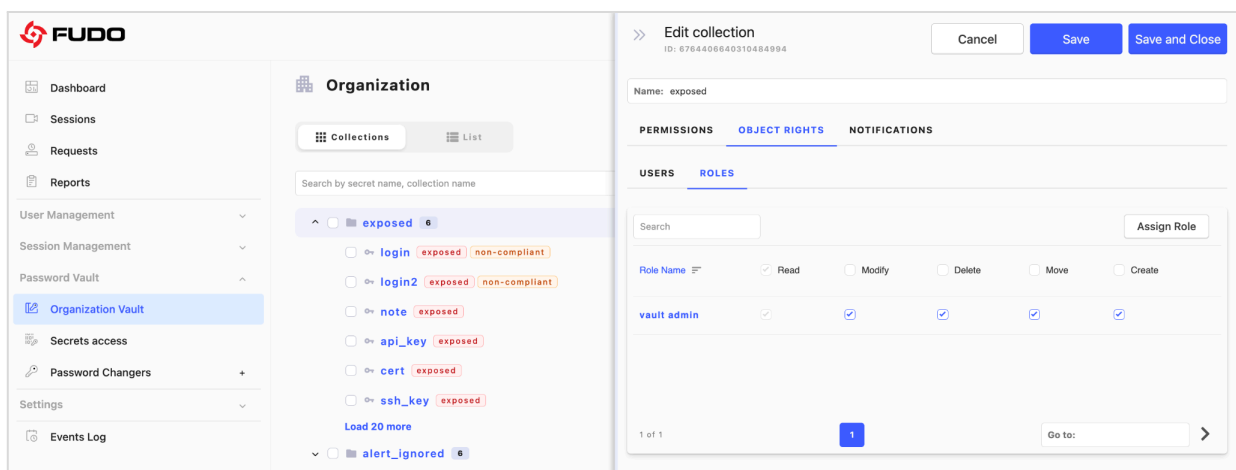 FUDO
Dashboard
Sessions
Requests
Reports
User Management
Session Management
Password Vault
Organization Vault
Secrets access
Password Changers +
Settings
Events Log
Organization
Collections List
Search by secret name, collection name
exposed 6
login exposed non-compliant
login2 exposed non-compliant
note exposed
api_key exposed
cert exposed
ssh_key exposed
Load 20 more
alert_ignored 6
Edit collection
ID: 6764406640310484994
Cancel Save Save and Close
Name: exposed
PERMISSIONS OBJECT RIGHTS NOTIFICATIONS
USERS ROLES
Search Assign Role
Role Name Read Modify Delete Move Create
vault admin
1 of 1 1 Go to: